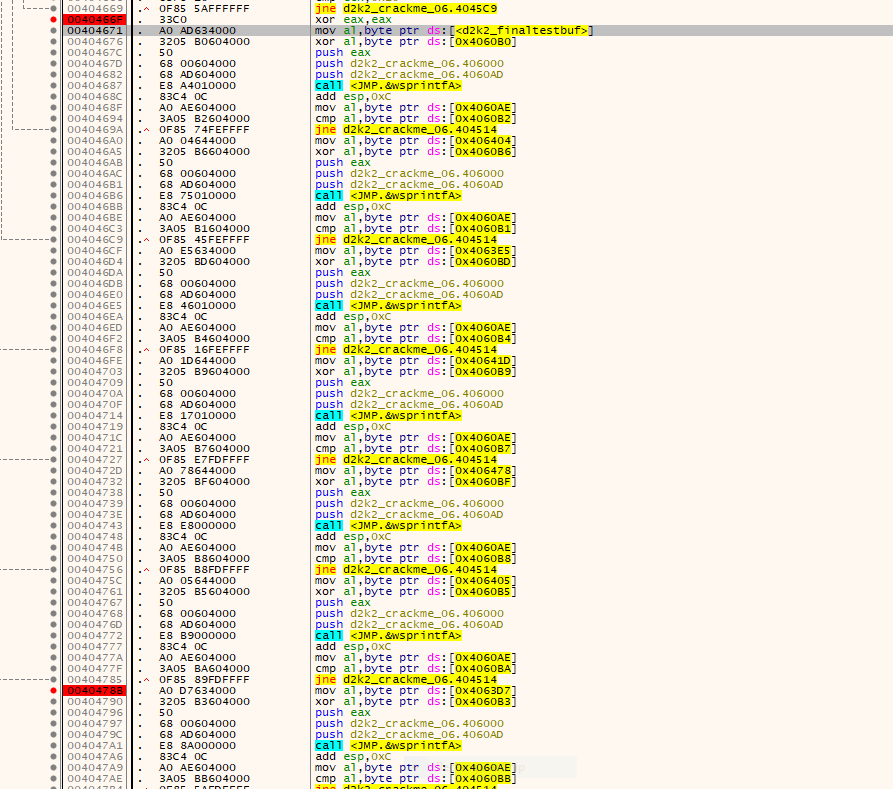 00404669 .^ 0F85 5AFFFFFF jne d2k2_crackme_06.4045C9
0040466F . 33C0 xor eax,eax
00404671 . A0 AD634000 mov al,byte ptr ds:[<d2k2_finaltestbuf>]
00404676 . 3205 B0604000 xor al,byte ptr ds:[0x4060B0]
0040467C . 50 push eax
0040467D . 68 00604000 push d2k2_crackme_06.406000
00404682 . 68 AD604000 push d2k2_crackme_06.4060AD
00404687 . E8 A4010000 call <JMP.&wsprintfA>
0040468C . 83C4 0C add esp,0xC
0040468F . A0 AE604000 mov al,byte ptr ds:[0x4060AE]
00404694 . 3A05 B2604000 cmp al,byte ptr ds:[0x4060B2]
0040469A .^ 0F85 74FEFFFF jne d2k2_crackme_06.404514
004046A0 . A0 04644000 mov al,byte ptr ds:[0x406404]
004046A5 . 3205 B6604000 xor al,byte ptr ds:[0x4060B6]
004046AB . 50 push eax
004046AC . 68 00604000 push d2k2_crackme_06.406000
004046B1 . 68 AD604000 push d2k2_crackme_06.4060AD
004046B6 . E8 75010000 call <JMP.&wsprintfA>
004046BB . 83C4 0C add esp,0xC
004046BE . A0 AE604000 mov al,byte ptr ds:[0x4060AE]
004046C3 . 3A05 B1604000 cmp al,byte ptr ds:[0x4060B1]
004046C9 .^ 0F85 45FEFFFF jne d2k2_crackme_06.404514
004046CF . A0 E5634000 mov al,byte ptr ds:[0x4063E5]
004046D4 . 3205 BD604000 xor al,byte ptr ds:[0x4060BD]
004046DA . 50 push eax
004046DB . 68 00604000 push d2k2_crackme_06.406000
004046E0 . 68 AD604000 push d2k2_crackme_06.4060AD
004046E5 . E8 46010000 call <JMP.&wsprintfA>
004046EA . 83C4 0C add esp,0xC
004046ED . A0 AE604000 mov al,byte ptr ds:[0x4060AE]
004046F2 . 3A05 B4604000 cmp al,byte ptr ds:[0x4060B4]
004046F8 .^ 0F85 16FEFFFF jne d2k2_crackme_06.404514
004046FE . A0 1D644000 mov al,byte ptr ds:[0x40641D]
00404703 . 3205 B9604000 xor al,byte ptr ds:[0x4060B9]
00404709 . 50 push eax
0040470A . 68 00604000 push d2k2_crackme_06.406000
0040470F . 68 AD604000 push d2k2_crackme_06.4060AD
00404714 . E8 17010000 call <JMP.&wsprintfA>
00404719 . 83C4 0C add esp,0xC
0040471C . A0 AE604000 mov al,byte ptr ds:[0x4060AE]
00404721 . 3A05 B7604000 cmp al,byte ptr ds:[0x4060B7]
00404727 .^ 0F85 E7FDFFFF jne d2k2_crackme_06.404514
0040472D . A0 78644000 mov al,byte ptr ds:[0x406478]
00404732 . 3205 BF604000 xor al,byte ptr ds:[0x4060BF]
00404738 . 50 push eax
00404739 . 68 00604000 push d2k2_crackme_06.406000
0040473E . 68 AD604000 push d2k2_crackme_06.4060AD
00404743 . E8 E8000000 call <JMP.&wsprintfA>
00404748 . 83C4 0C add esp,0xC
0040474B . A0 AE604000 mov al,byte ptr ds:[0x4060AE]
00404750 . 3A05 B8604000 cmp al,byte ptr ds:[0x4060B8]
00404756 .^ 0F85 B8FDFFFF jne d2k2_crackme_06.404514
0040475C . A0 05644000 mov al,byte ptr ds:[0x406405]
00404761 . 3205 B5604000 xor al,byte ptr ds:[0x4060B5]
00404767 . 50 push eax
00404768 . 68 00604000 push d2k2_crackme_06.406000
0040476D . 68 AD604000 push d2k2_crackme_06.4060AD
00404772 . E8 B9000000 call <JMP.&wsprintfA>
00404777 . 83C4 0C add esp,0xC
0040477A . A0 AE604000 mov al,byte ptr ds:[0x4060AE]
0040477F . 3A05 BA604000 cmp al,byte ptr ds:[0x4060BA]
00404785 .^ 0F85 89FDFFFF jne d2k2_crackme_06.404514
0040478B . A0 D7634000 mov al,byte ptr ds:[0x4063D7]
00404790 . 3205 B3604000 xor al,byte ptr ds:[0x4060B3]
00404796 . 50 push eax
00404797 . 68 00604000 push d2k2_crackme_06.406000
0040479C . 68 AD604000 push d2k2_crackme_06.4060AD
004047A1 . E8 8A000000 call <JMP.&wsprintfA>
004047A6 . 83C4 0C add esp,0xC
004047A9 . A0 AE604000 mov al,byte ptr ds:[0x4060AE]
004047AE . 3A05 BB604000 cmp al,byte ptr ds:[0x4060BB]